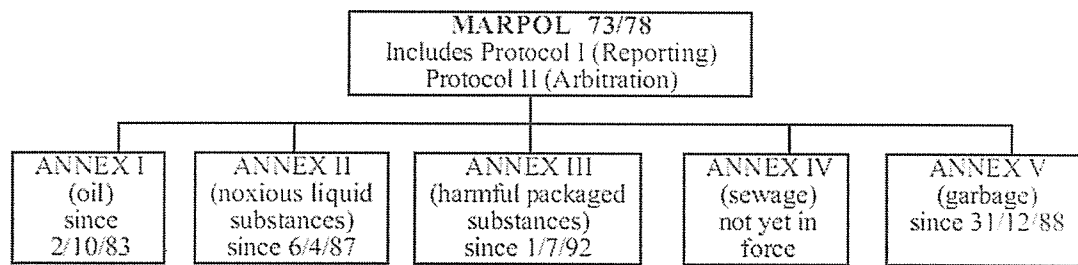 MARPOL 73/78
Includes Protocol I (Reporting)
Protocol II (Arbitration)
ANNEX I
(oil)
since
2/10/83
ANNEX II
(noxious liquid
substances)
since 6/4/87
ANNEX III
(harmful packaged
substances)
since 1/7/92
ANNEX IV
(sewage)
not yet in
force
ANNEX V
(garbage)
since 31/12/88